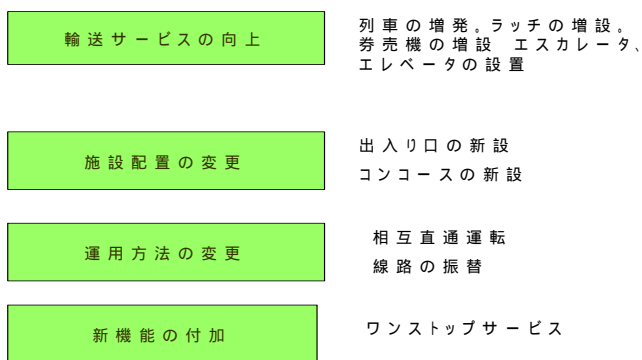 輸送サービスの向上
列車の増発。ラッチの増設。
券売機の増設　エスカレータ、
エレベータの設置
施設配置の変更
出入り口の新設
コンコースの新設
運用方法の変更
相互直通運転
線路の振替
新機能の付加
ワンストップサービス